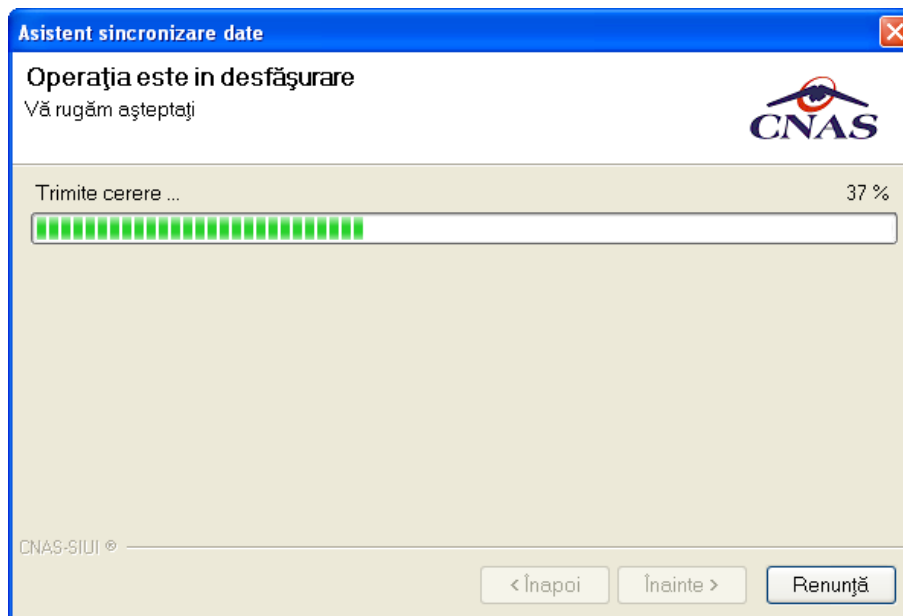 Asistent sincronizare date
Operaţia este in desfăşurare
Vă rugăm aşteptaţi
CNAS
Trimite cerere ... 37 %
CNAS-SIUI ®
< Înapoi Înainte > Renunţă